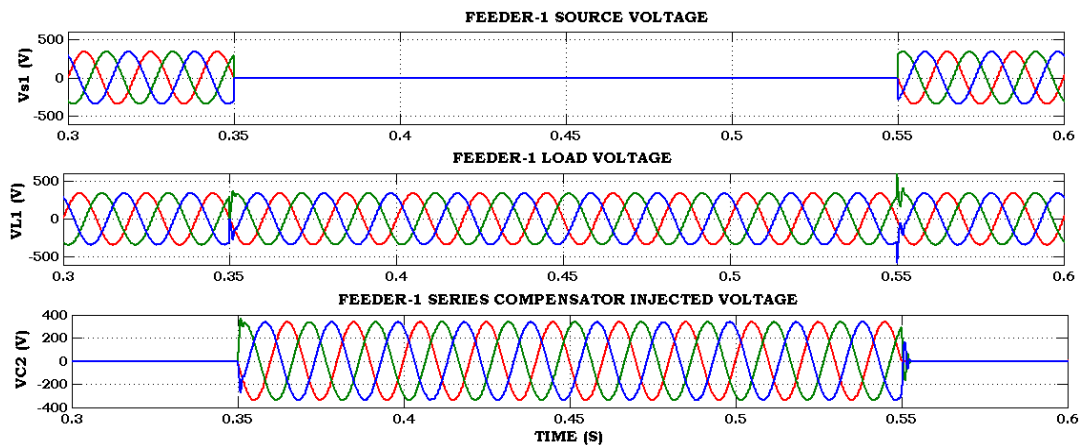 FEEDER-1 SOURCE VOLTAGE
Vs1 (V)
500
0
-500
0.3 0.35 0.4 0.45 0.5 0.55 0.6
FEEDER-1 LOAD VOLTAGE
VL1 (V)
500
0
-500
0.3 0.35 0.4 0.45 0.5 0.55 0.6
FEEDER-1 SERIES COMPENSATOR INJECTED VOLTAGE
VC2 (V)
400
200
0
-200
-400
0.3 0.35 0.4 0.45 0.5 0.55 0.6
TIME (S)